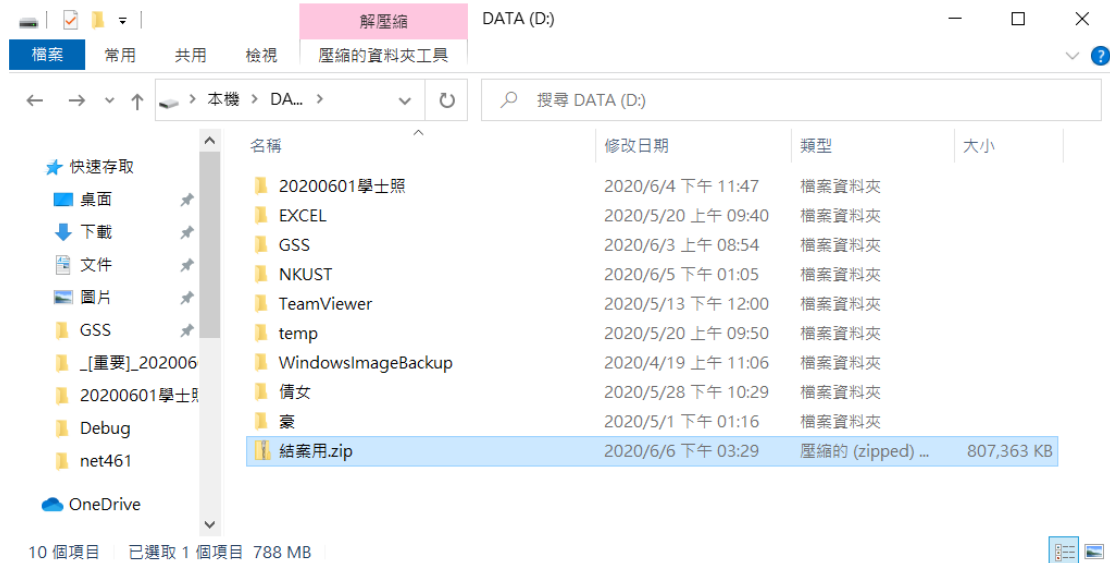 解壓縮 DATA (D:)
檔案 常用 共用 檢視 壓縮的資料夾工具
本機 DA... 搜尋 DATA (D:)
快速存取
桌面
下載
文件
圖片
GSS
_[重要]_202006
20200601學士照
Debug
net461
OneDrive
名稱 修改日期 類型 大小
20200601學士照 2020/6/4 下午 11:47 檔案資料夾
EXCEL 2020/5/20 上午 09:40 檔案資料夾
GSS 2020/6/3 上午 08:54 檔案資料夾
NKUST 2020/6/5 下午 01:05 檔案資料夾
TeamViewer 2020/5/13 下午 12:00 檔案資料夾
temp 2020/5/20 上午 09:50 檔案資料夾
WindowsImageBackup 2020/4/19 上午 11:06 檔案資料夾
倩女 2020/5/28 下午 10:29 檔案資料夾
豪 2020/5/1 下午 01:16 檔案資料夾
結案用.zip 2020/6/6 下午 03:29 壓縮的 (zipped) ... 807,363 KB
10 個項目 已選取 1 個項目 788 MB